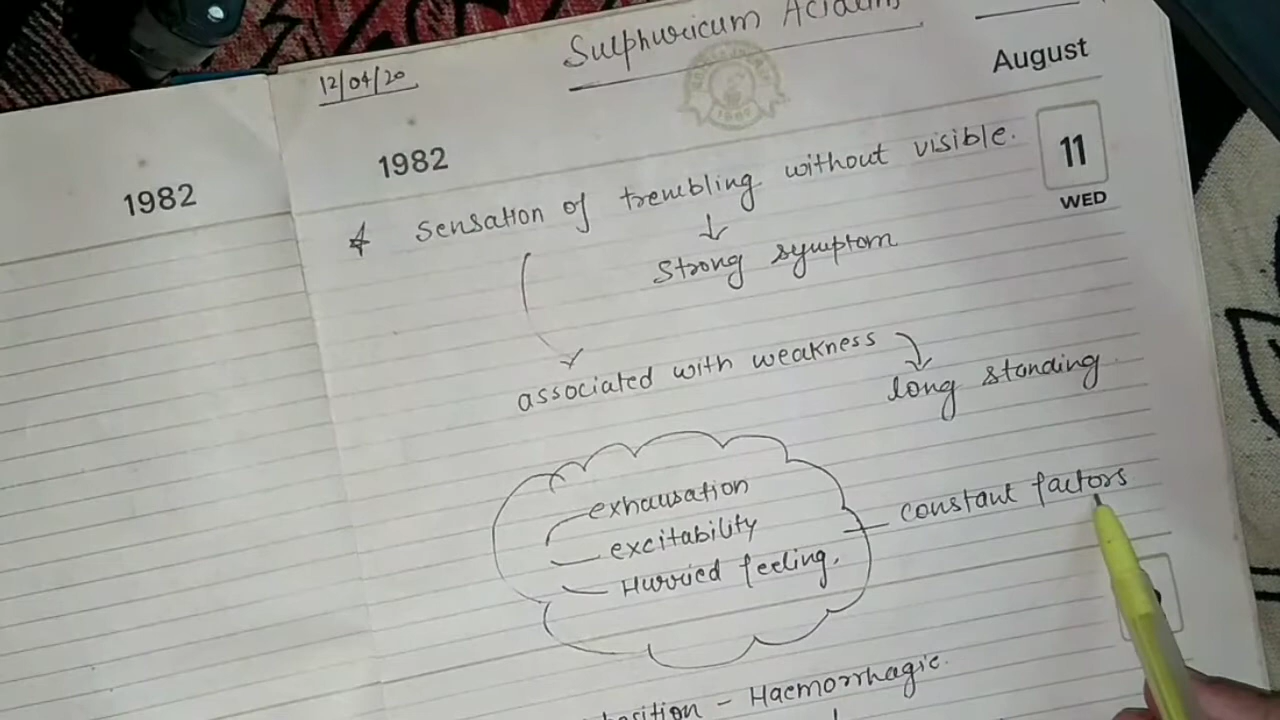 12/04/20
Sulphuricum Acidum
August
1982
1982
11
WED
Sensation of trembling without visible.
↓
Strong symptom
associated with weakness
long standing
exhausation
excitability
Hurried feeling.
constant factors
position - Haemorrhagic.